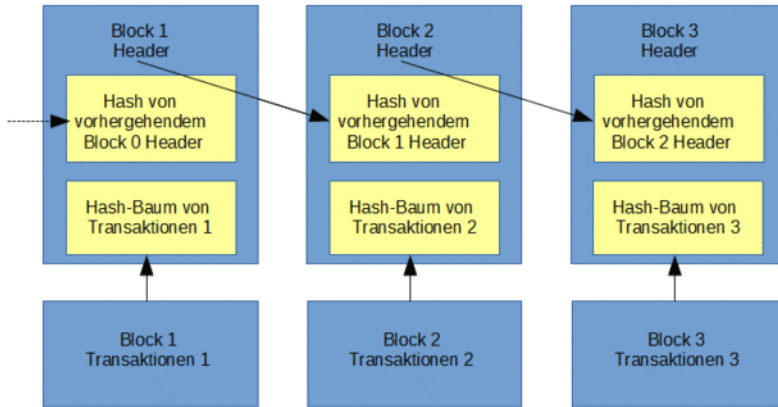 Block 1
Header
Hash von
vorhergehendem
Block 0 Header
Hash-Baum von
Transaktionen 1
Block 1
Transaktionen 1
Block 2
Header
Hash von
vorhergehendem
Block 1 Header
Hash-Baum von
Transaktionen 2
Block 2
Transaktionen 2
Block 3
Header
Hash von
vorhergehendem
Block 2 Header
Hash-Baum von
Transaktionen 3
Block 3
Transaktionen 3